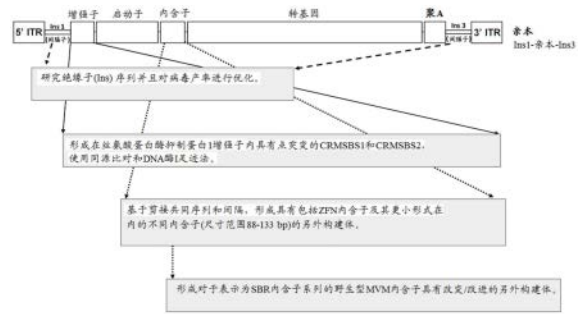 增强子 启动子 内含子 转基因 聚A
5' ITR Ins 1 (间隔子) Ins 3 (间隔子) 3' ITR 亲本
Ins1-亲本-Ins3
研究绝缘子(Ins) 序列并且对病毒产率进行优化。
形成在丝氨酸蛋白酶抑制蛋白1增强子内具有点突变的CRMSBS1和CRMSBS2,
使用同源比对和DNA酶I足迹法。
基于剪接共同序列和间隔, 形成具有包括ZFN内含子及其更小形式在
内的不同内含子(尺寸范围88-133 bp)的另外构建体。
形成对于表示为SBR内含子系列的野生型MVM内含子具有改变/改进的另外构建体。